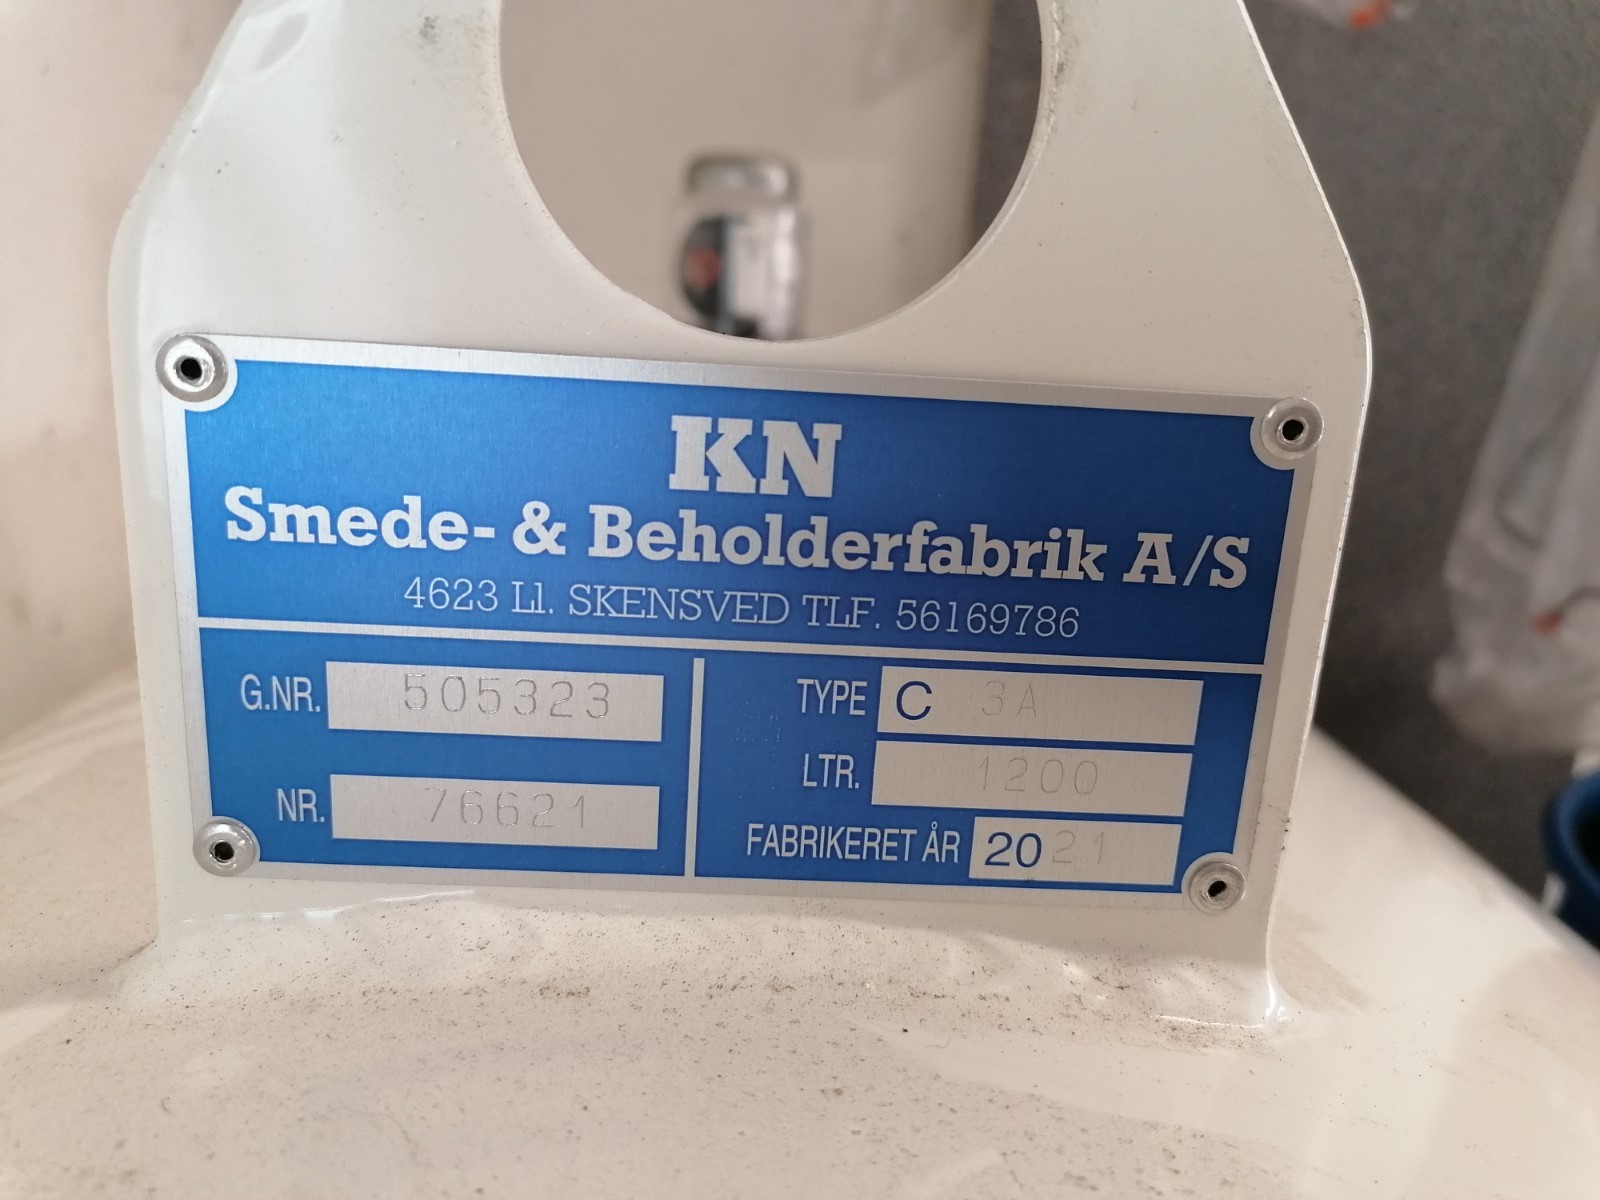 KN
Smede- & Beholderfabrik A/S
4623 Ll. SKENSVED TLF. 56169786
G.NR. 505323
NR. 76621
TYPE C 3A
LTR. 1200
FABRIKERET ÅR 2021